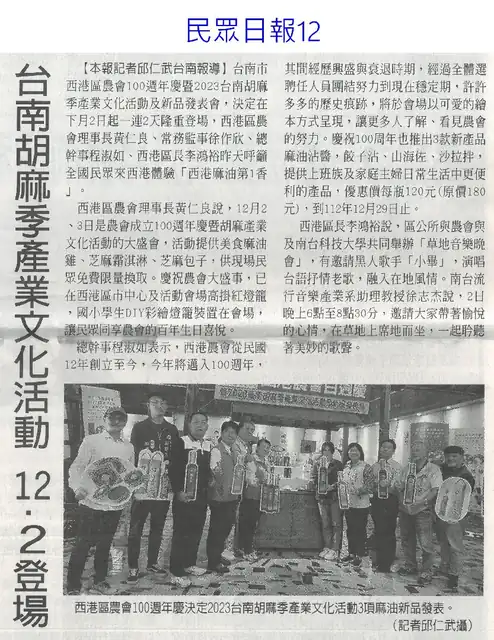 民眾日報12
台南胡麻季產業文化活動 12．2登場
【本報記者邱仁武台南報導】台南市
西港區農會100週年慶暨2023台南胡麻
季產業文化活動及新品發表會，決定在
下月2日起一連2天隆重登場，西港區農
會理事長黃仁良、常務監事徐作欣、總
幹事程淑如、西港區長李鴻裕昨天呼籲
全國民眾來西港體驗「西港麻油第1香
」。
西港區農會理事長黃仁良說，12月2
、3日是農會成立100週年慶暨胡麻產業
文化活動的大盛會，活動提供美食麻油
雞、芝麻霜淇淋、芝麻包子，供現場民
眾免費限量換取。慶祝農會大盛事，已
在西港區市中心及活動會場高掛紅燈籠，
國小學生DIY彩繪燈籠裝置在會場，
讓民眾同享農會的百年生日喜悅。
總幹事程淑如表示，西港農會從民國
12年創立至今，今年將邁入100週年，
其間經歷興盛與衰退時期，經過全體選
聘任人員團結努力到現在穩定期，許許
多多的歷史痕跡，將於會場以可愛的繪
本方式呈現，讓更多人了解、看見農會
的努力。慶祝100周年也推出3款新產品
麻油沾醬，餃子沾、山海佐、沙拉拌，
提供上班族及家庭主婦日常生活中更便
利的產品，優惠價每瓶120元(原價180
元)，到112年12月29日止。
西港區長李鴻裕說，區公所與農會與
及南台科技大學共同舉辦「草地音樂晚
會」，有邀請黑人歌手「小畢」，演唱
台語抒情老歌，融入在地風情。南台流
行音樂產業系助理教授徐志杰說，2日
晚上6點至8點30分，邀請大家帶著愉悅
的心情，在草地上席地而坐，一起聆聽
著美妙的歌聲。
西港區農會100週年慶決定2023台南胡麻季產業文化活動3項麻油新品發表。
（記者邱仁武攝）